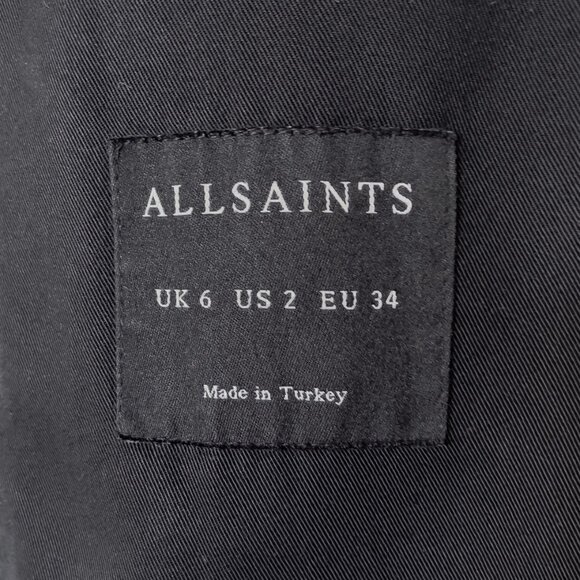 ALLSAINTS
UK 6 US 2 EU 34
Made in Turkey